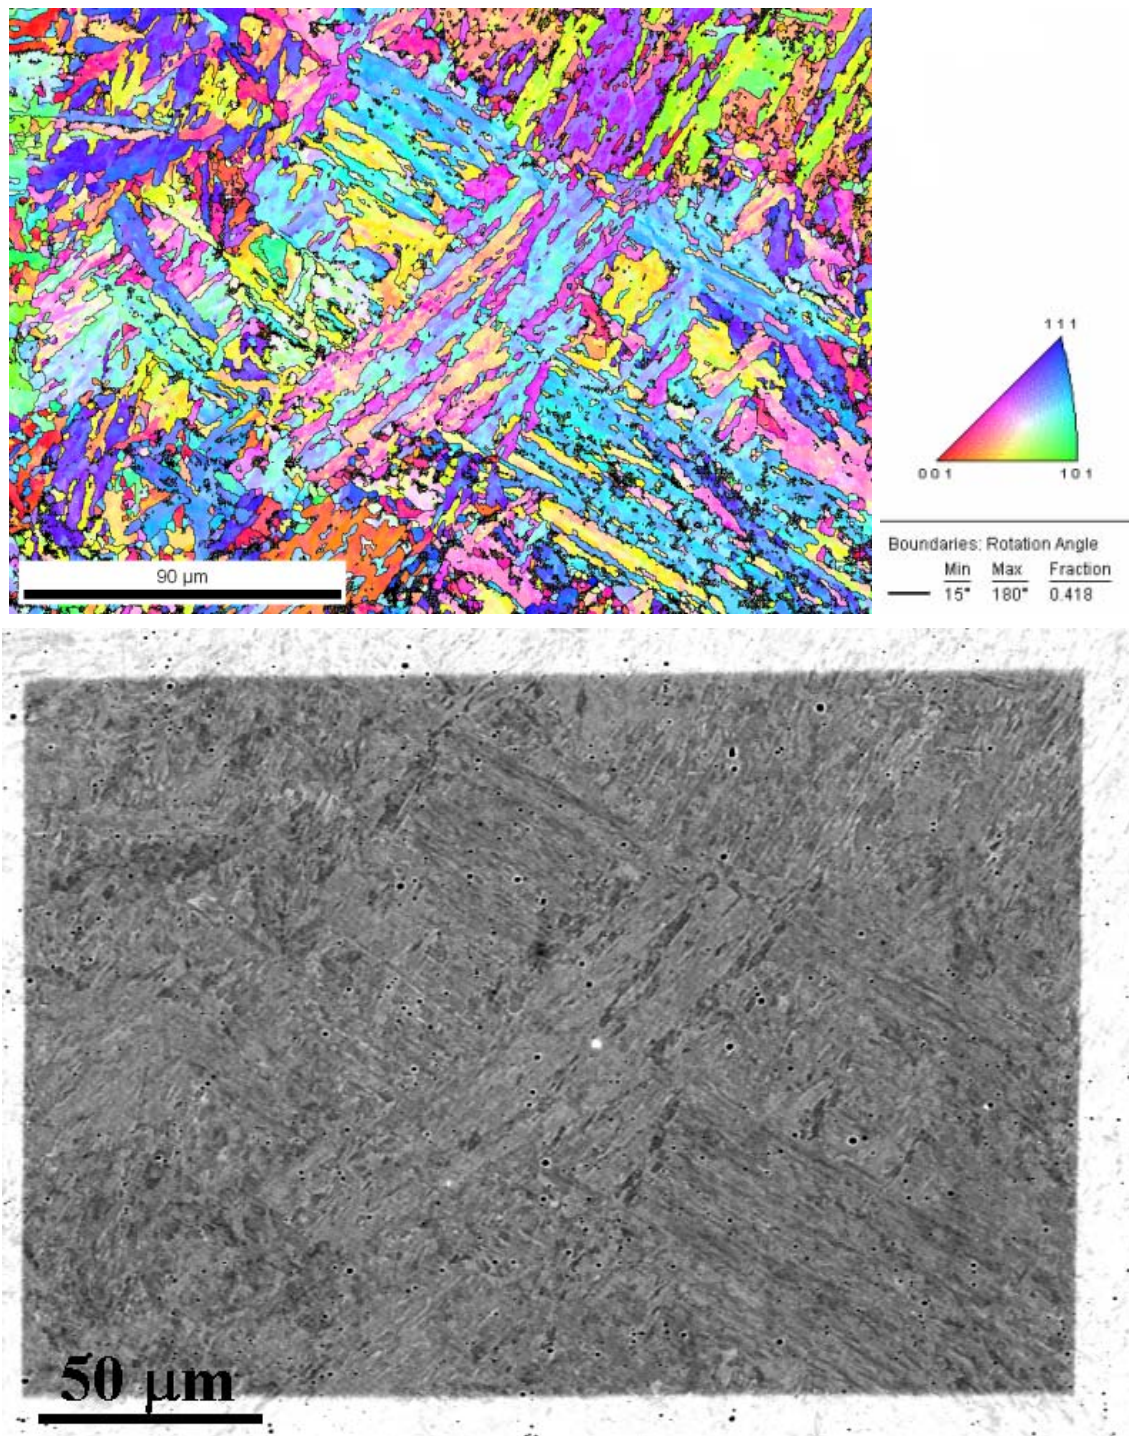 111
001
101
Boundaries: Rotation Angle
Min Max Fraction
15° 180° 0.418
90 µm
50 µm